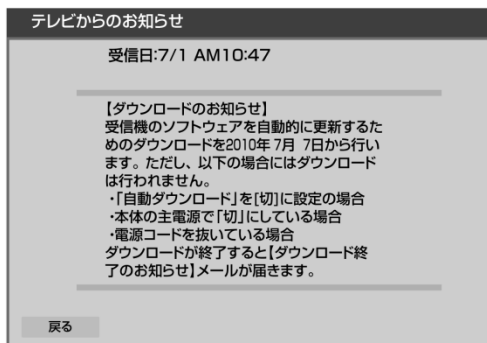 テレビからのお知らせ
受信日:7/1 AM10:47
【ダウンロードのお知らせ】
受信機のソフトウェアを自動的に更新するた
めのダウンロードを2010年 7月 7日から行い
ます。ただし、以下の場合にはダウンロード
は行われません。
・「自動ダウンロード」を[切]に設定の場合
・本体の主電源で「切」にしている場合
・電源コードを抜いている場合
ダウンロードが終了すると【ダウンロード終
了のお知らせ】メールが届きます。
戻る